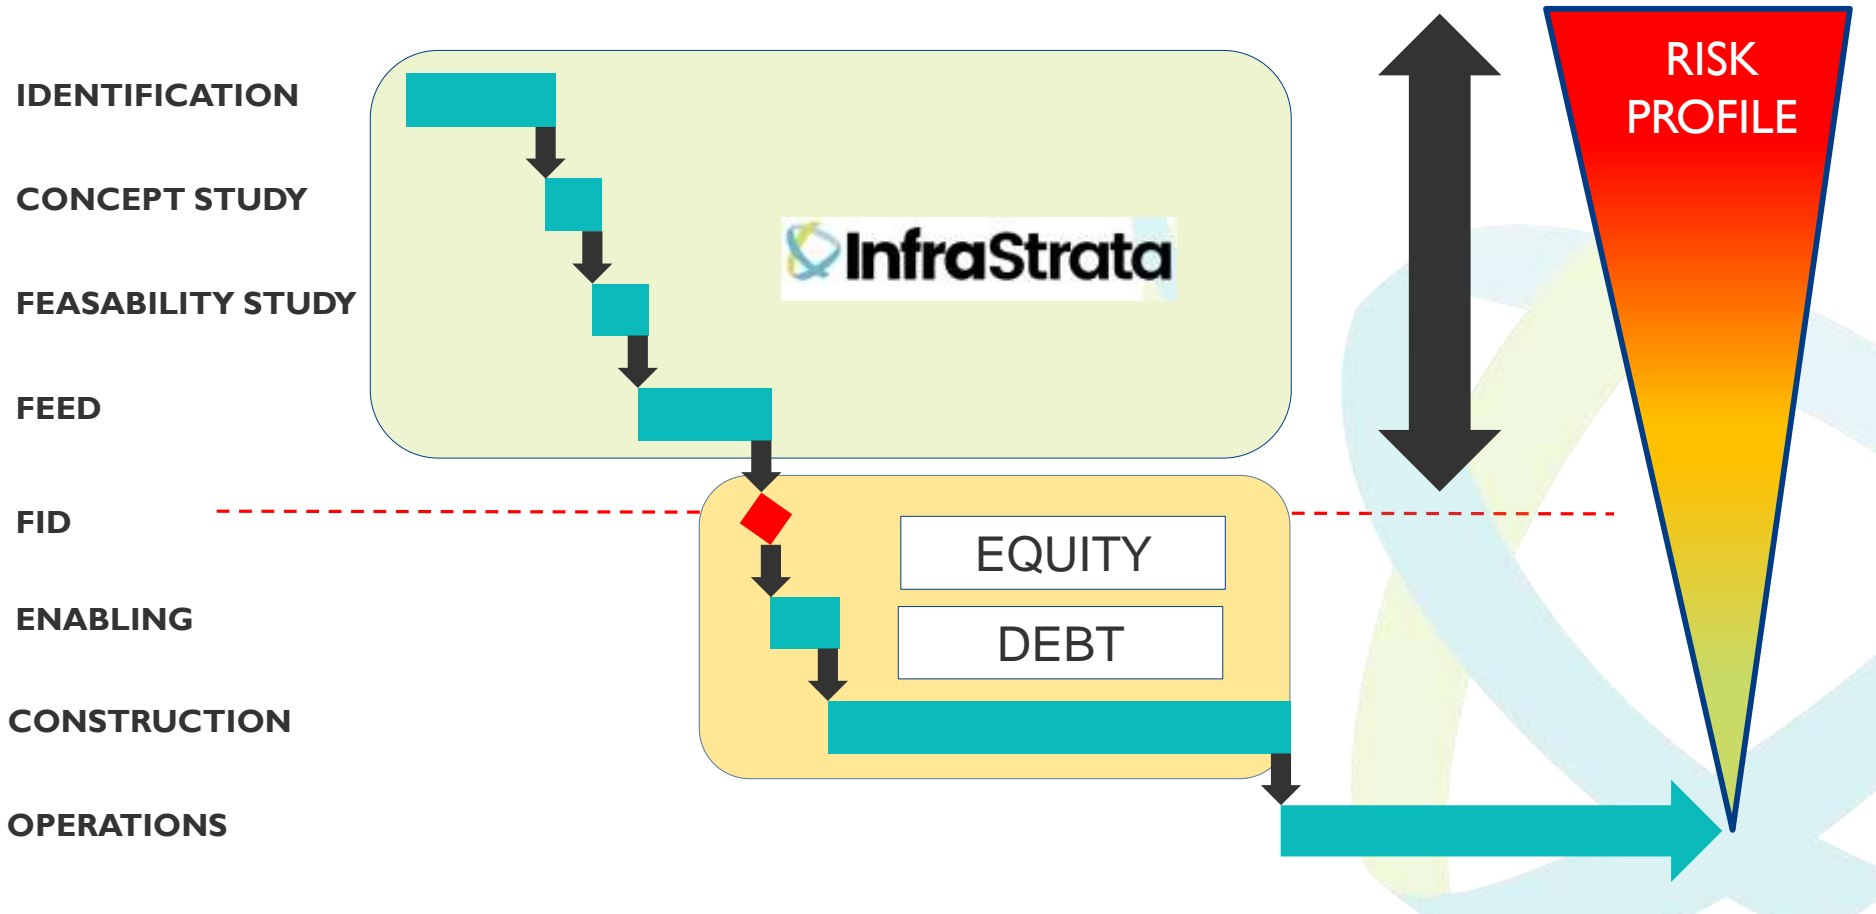 IDENTIFICATION
CONCEPT STUDY
FEASABILITY STUDY
FEED
FID
ENABLING
CONSTRUCTION
OPERATIONS
InfraStrata
EQUITY
DEBT
RISK
PROFILE